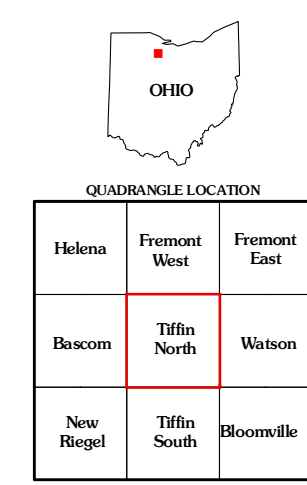 OHIO
QUADRANGLE LOCATION
Helena
Fremont
West
Fremont
East
Bascom
Tiffin
North
Watson
New
Riegel
Tiffin
South
Bloomville